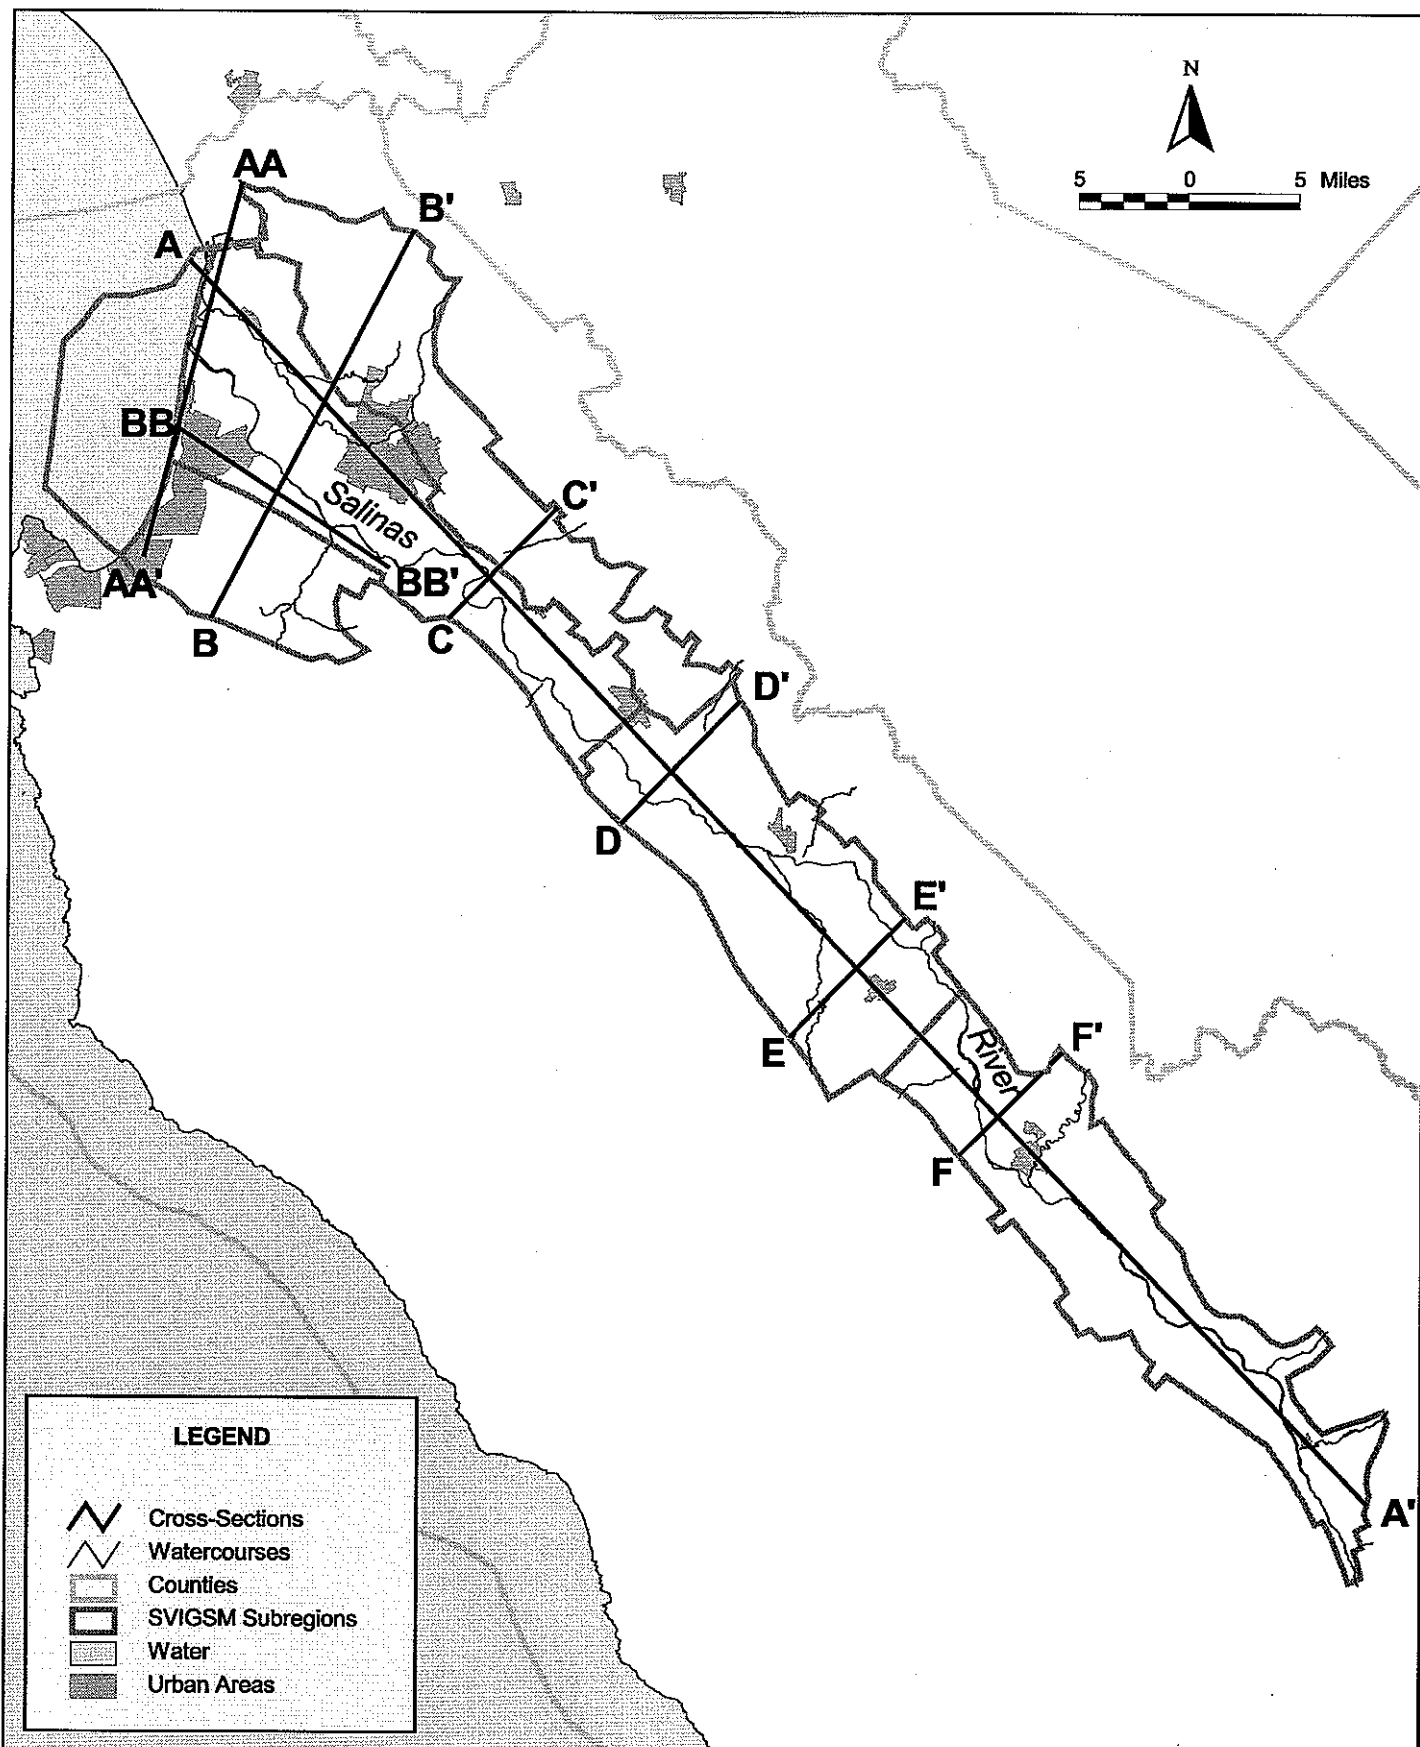 N
5 0 5 Miles
AA
B'
A
BB
C'
Salinas
BB'
AA'
B
C
D'
D
E'
E
River
F'
F
A'
LEGEND
Cross-Sections
Watercourses
Counties
SVIGSM Subregions
Water
Urban Areas